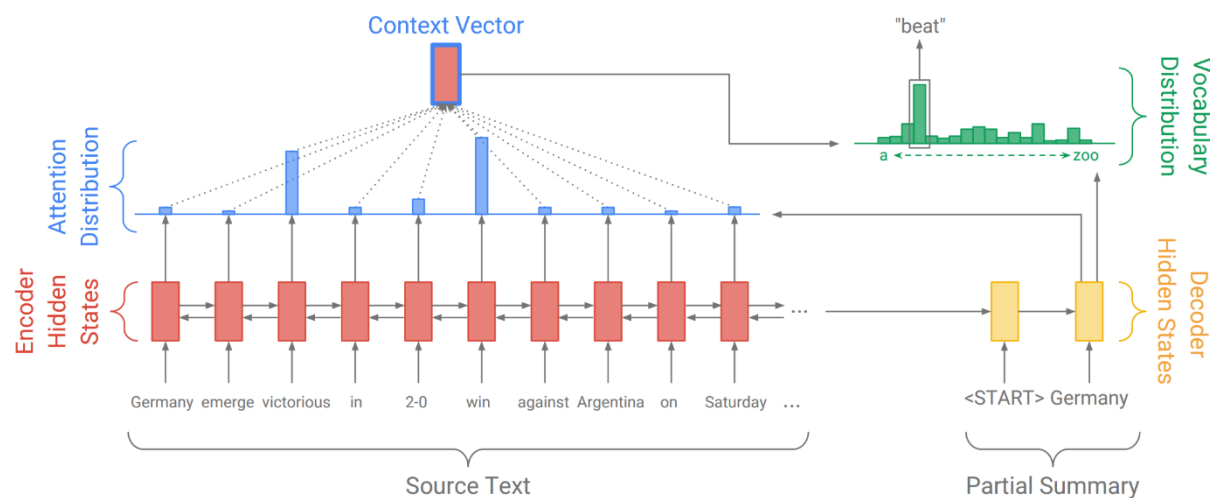 Context Vector
"beat"
a
zoo
Vocabulary
Distribution
Attention
Distribution
Encoder
Hidden
States
...
Decoder
Hidden States
Germany emerge victorious in 2-0 win against Argentina on Saturday ...
<START> Germany
Source Text
Partial Summary